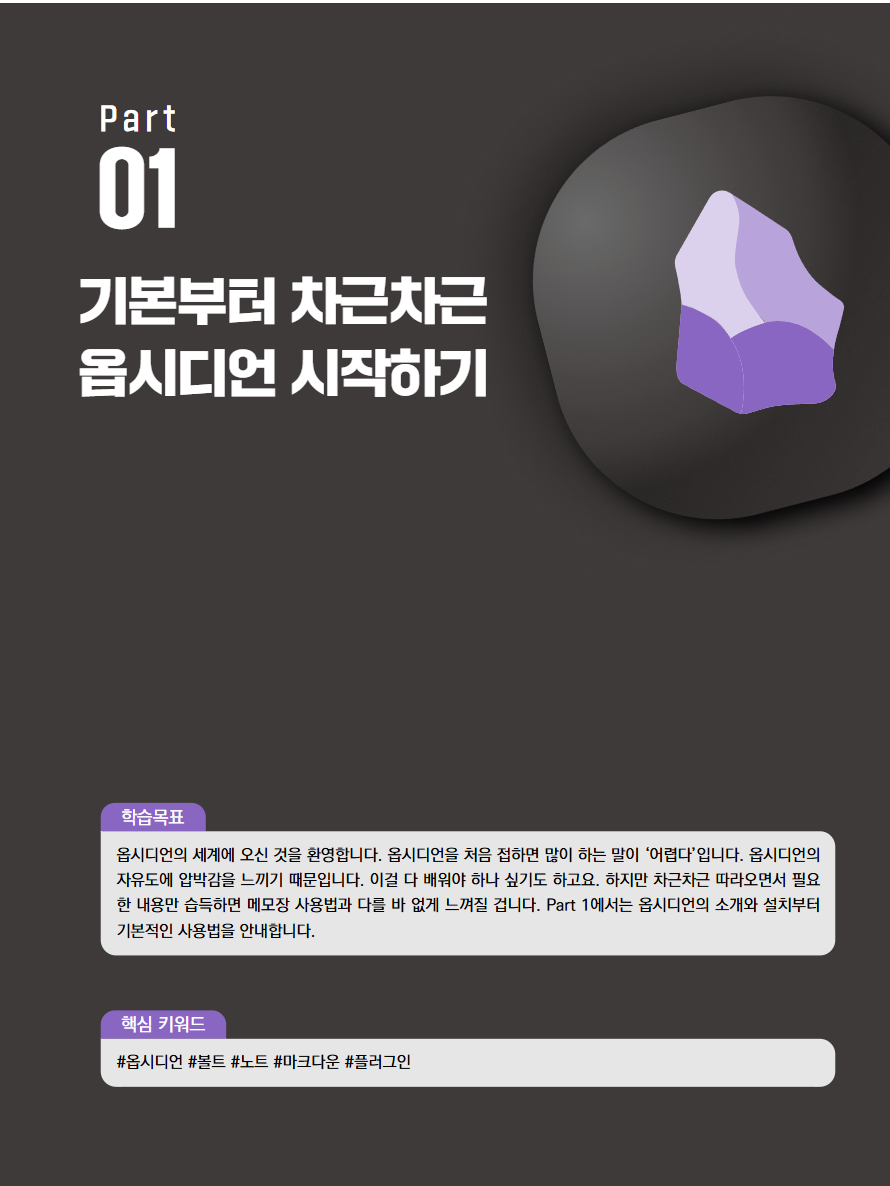 Part
01
기본부터 차근차근
옵시디언 시작하기
학습목표
옵시디언의 세계에 오신 것을 환영합니다. 옵시디언을 처음 접하면 많이 하는 말이 ‘어렵다’입니다. 옵시디언의
자유도에 압박감을 느끼기 때문입니다. 이걸 다 배워야 하나 싶기도 하고요. 하지만 차근차근 따라오면서 필요
한 내용만 습득하면 메모장 사용법과 다를 바 없게 느껴질 겁니다. Part 1에서는 옵시디언의 소개와 설치부터
기본적인 사용법을 안내합니다.
핵심 키워드
#옵시디언 #볼트 #노트 #마크다운 #플러그인